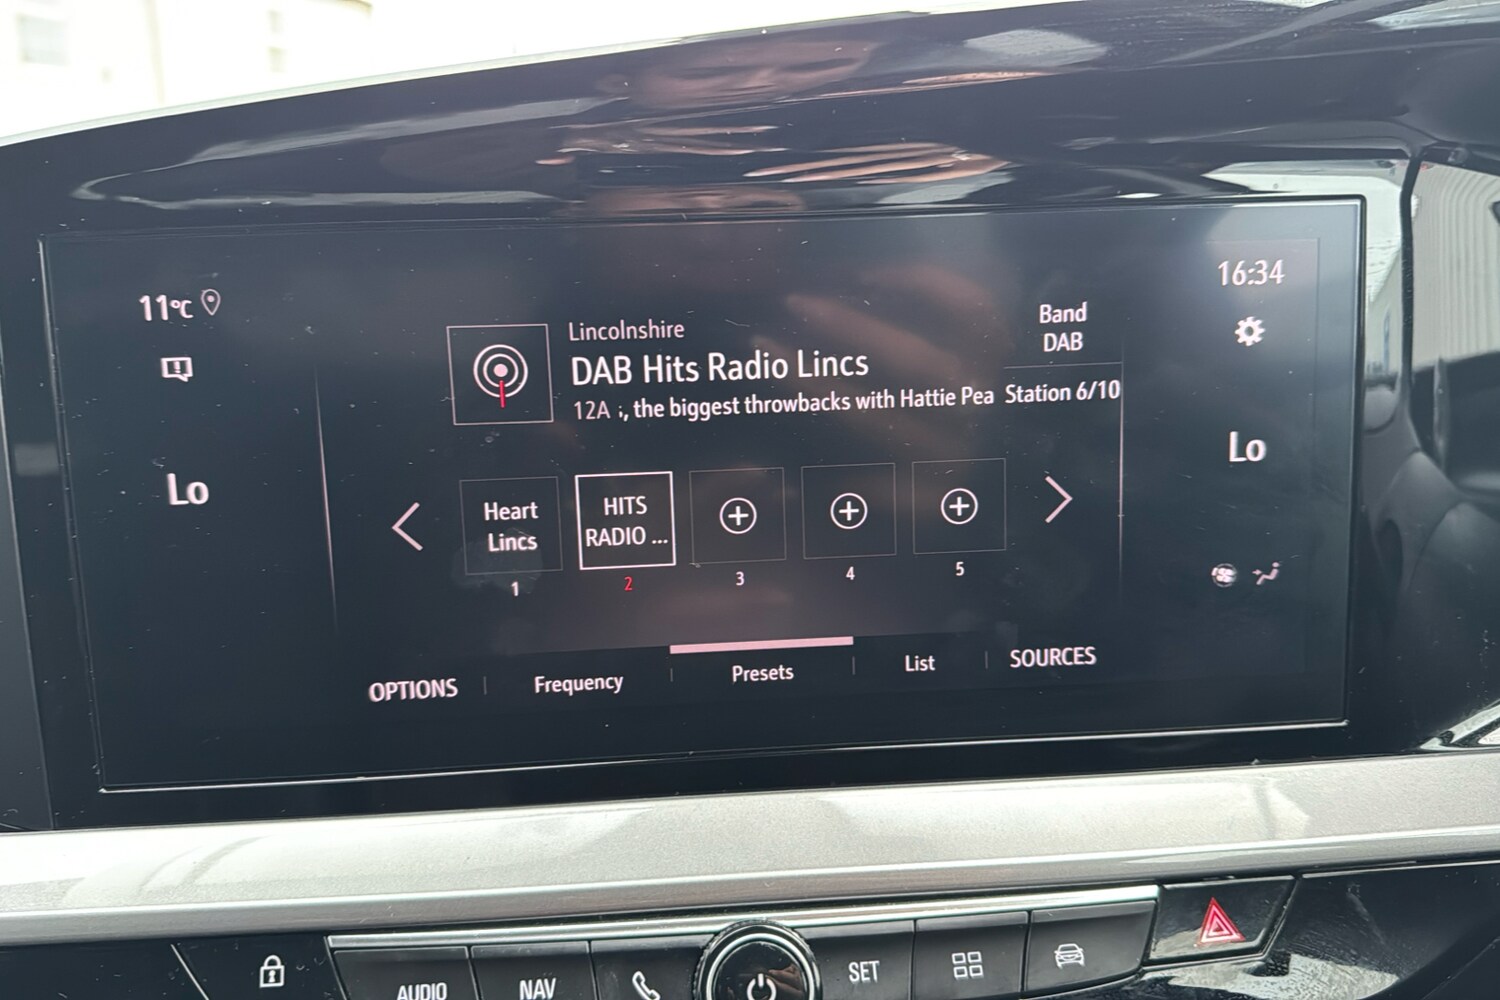 11°C
16:34
Lincolnshire
DAB Hits Radio Lincs
12A ;, the biggest throwbacks with Hattie Pea
Band
DAB
Station 6/10
Lo
Lo
Heart
Lincs
1
HITS
RADIO ...
2
3
4
5
OPTIONS
Frequency
Presets
List
SOURCES
AUDIO
NAV
SET